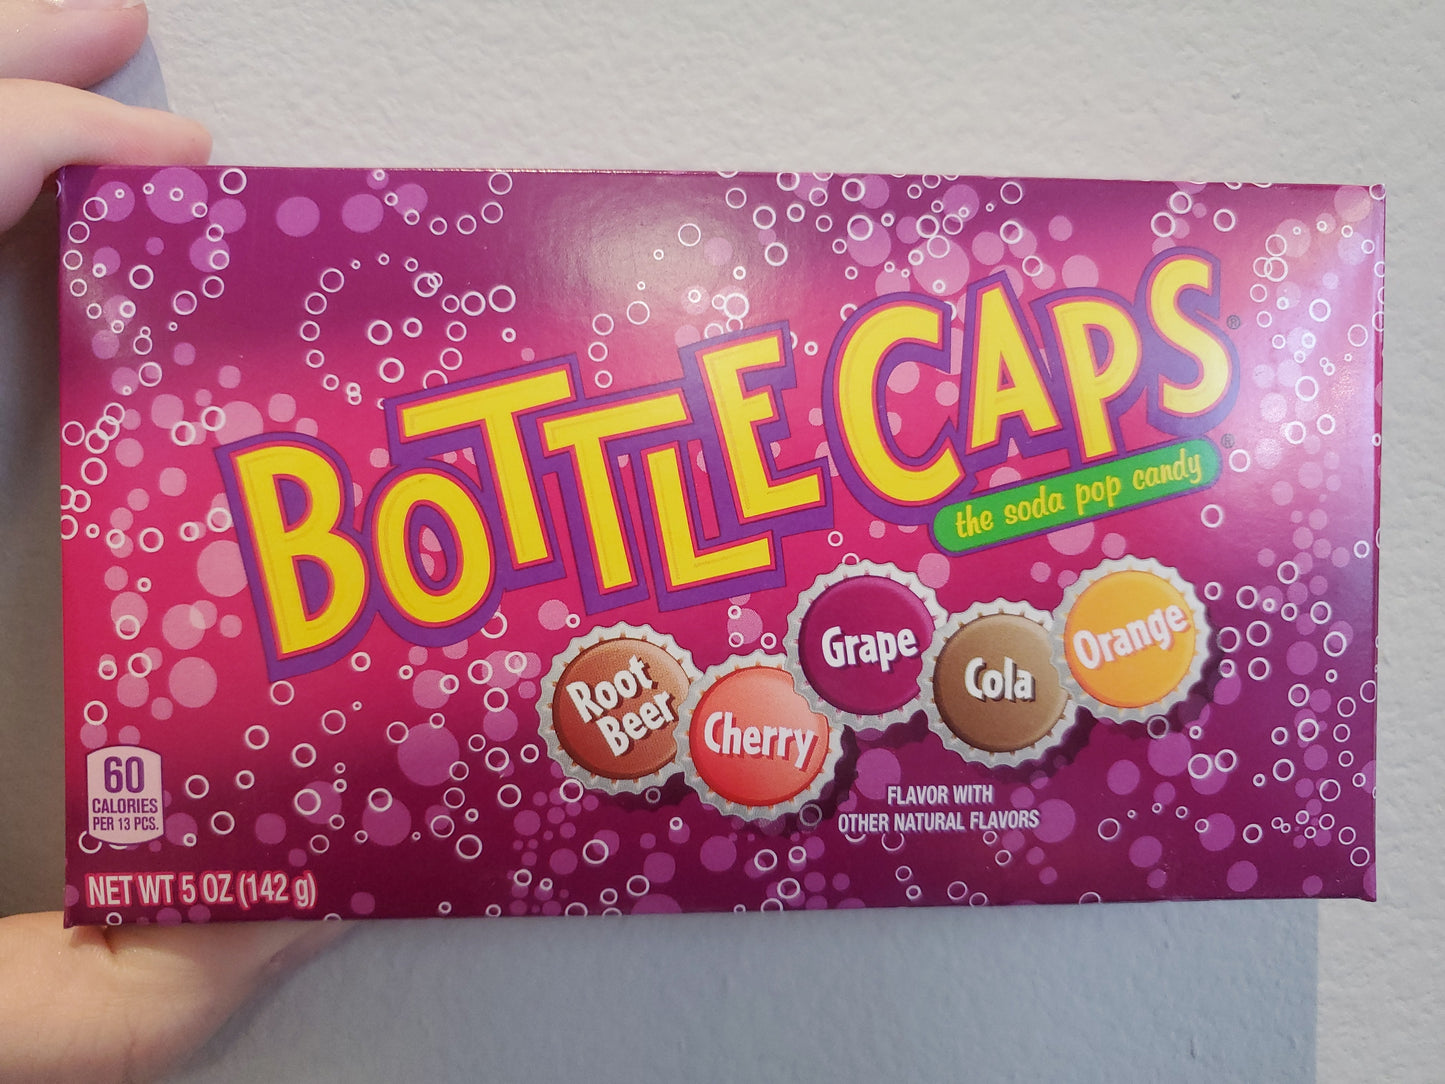 BOTTLE CAPS®
the soda pop candy®
Root
Beer
Cherry
Grape
Cola
Orange
FLAVOR WITH
OTHER NATURAL FLAVORS
60
CALORIES
PER 13 PCS.
NET WT 5 OZ (142 g)